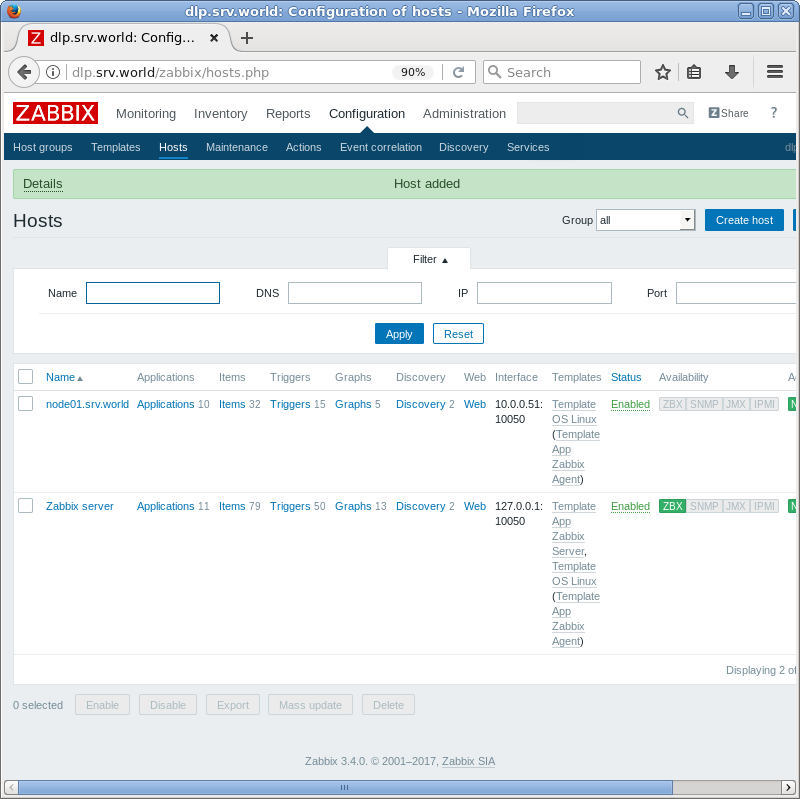 dlp.srv.world: Configuration of hosts - Mozilla Firefox
dlp.srv.world: Config...
dlp.srv.world/zabbix/hosts.php 90% Search
ZABBIX Monitoring Inventory Reports Configuration Administration Z Share ?
Host groups Templates Hosts Maintenance Actions Event correlation Discovery Services dlp
Details Host added
Hosts Group all Create host
Filter
Name DNS IP Port
Apply Reset
Name Applications Items Triggers Graphs Discovery Web Interface Templates Status Availability
node01.srv.world Applications 10 Items 32 Triggers 15 Graphs 5 Discovery 2 Web 10.0.0.51: Template Enabled ZBX SNMP JMX IPMI
10050 OS Linux
(Template
App
Zabbix
Agent)
Zabbix server Applications 11 Items 79 Triggers 50 Graphs 13 Discovery 2 Web 127.0.0.1: Template Enabled ZBX SNMP JMX IPMI
10050 App
Zabbix
Server,
Template
OS Linux
(Template
App
Zabbix
Agent)
Displaying 2 of
0 selected Enable Disable Export Mass update Delete
Zabbix 3.4.0. © 2001–2017, Zabbix SIA